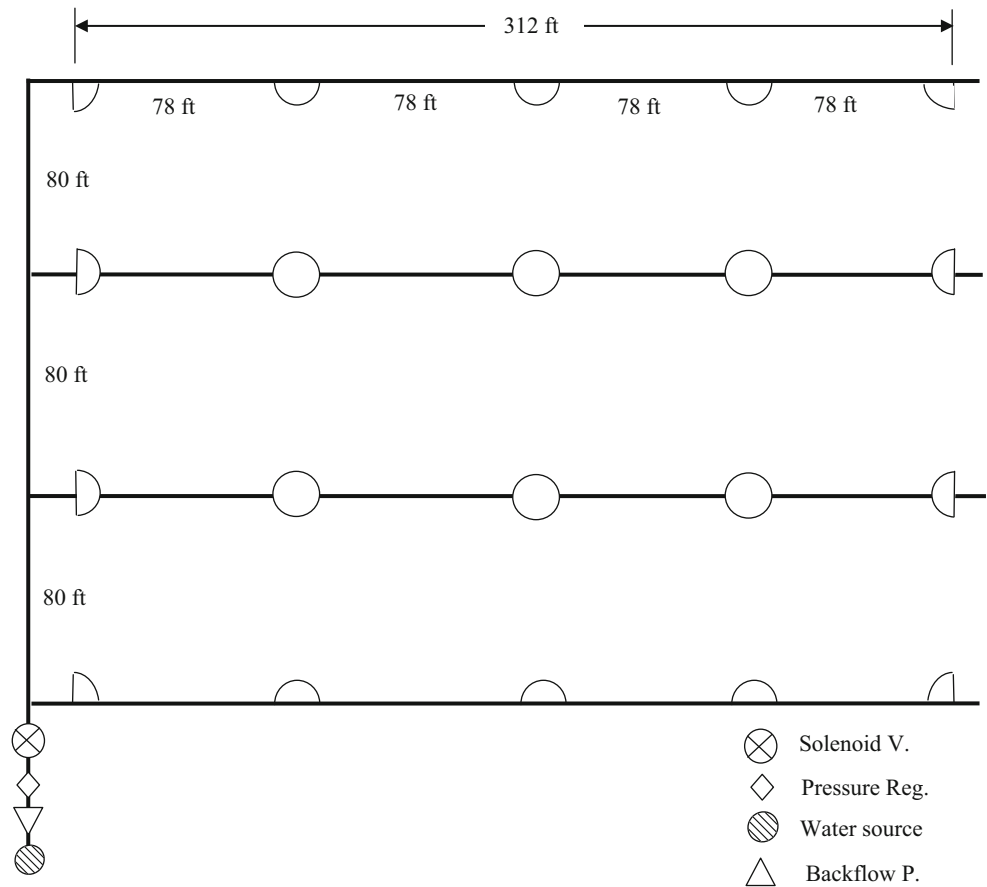 312 ft
78 ft
78 ft
78 ft
78 ft
80 ft
80 ft
80 ft
Solenoid V.
Pressure Reg.
Water source
Backflow P.